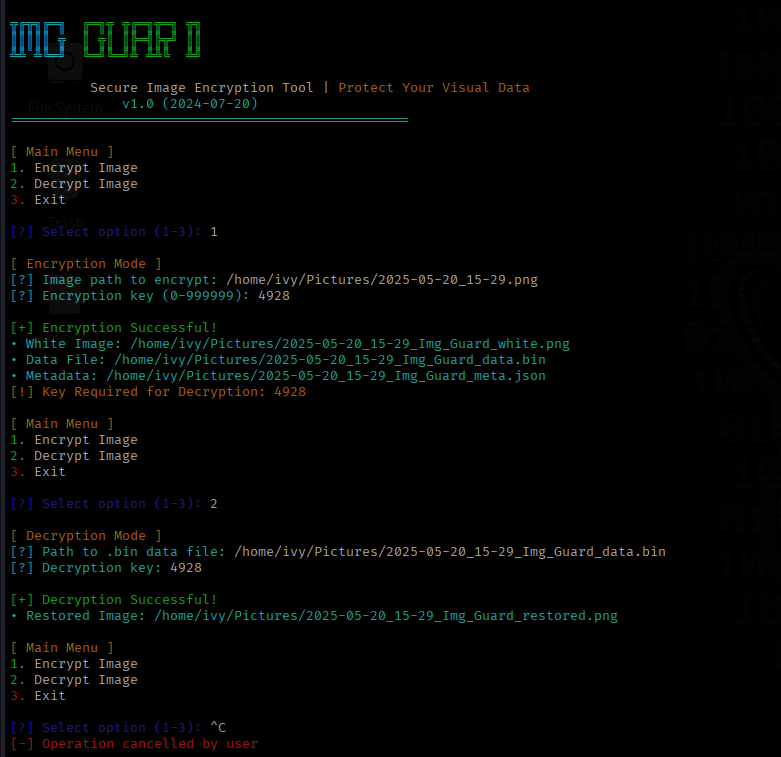 IMG GUARD
Secure Image Encryption Tool | Protect Your Visual Data
File System
v1.0 (2024-07-20)
[ Main Menu ]
1. Encrypt Image
2. Decrypt Image
3. Exit
Trash
[?] Select option (1-3): 1
[ Encryption Mode ]
[?] Image path to encrypt: /home/ivy/Pictures/2025-05-20_15-29.png
[?] Encryption key (0-999999): 4928
[+] Encryption Successful!
• White Image: /home/ivy/Pictures/2025-05-20_15-29_Img_Guard_white.png
• Data File: /home/ivy/Pictures/2025-05-20_15-29_Img_Guard_data.bin
• Metadata: /home/ivy/Pictures/2025-05-20_15-29_Img_Guard_meta.json
[!] Key Required for Decryption: 4928
[ Main Menu ]
1. Encrypt Image
2. Decrypt Image
3. Exit
[?] Select option (1-3): 2
[ Decryption Mode ]
[?] Path to .bin data file: /home/ivy/Pictures/2025-05-20_15-29_Img_Guard_data.bin
[?] Decryption key: 4928
[+] Decryption Successful!
• Restored Image: /home/ivy/Pictures/2025-05-20_15-29_Img_Guard_restored.png
[ Main Menu ]
1. Encrypt Image
2. Decrypt Image
3. Exit
[?] Select option (1-3): ^C
[-] Operation cancelled by user